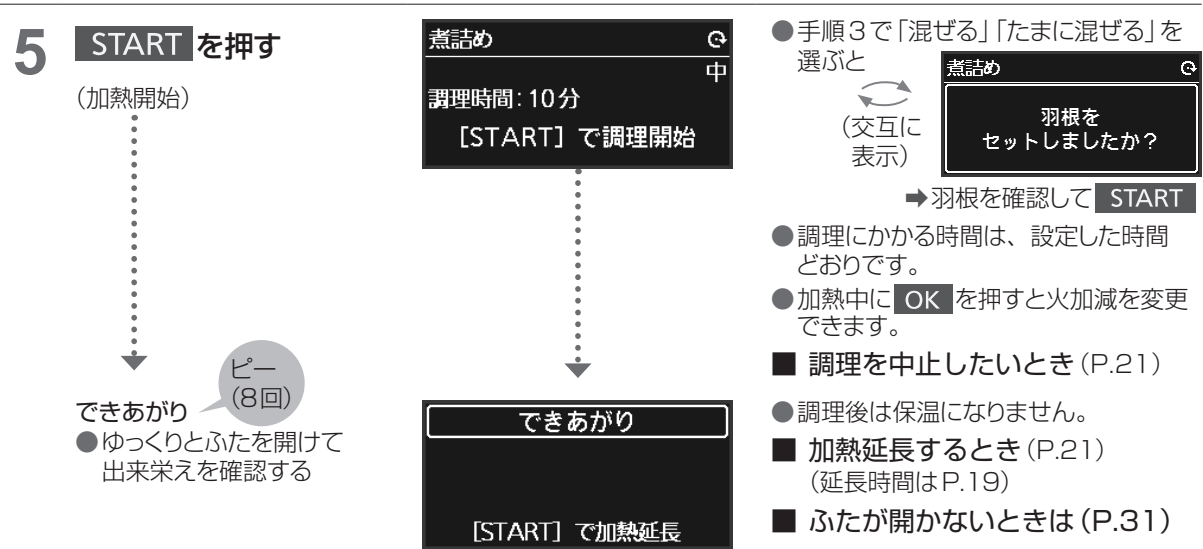 5 START を押す
(加熱開始)
ピー
(8回)
できあがり
●ゆっくりとふたを開けて
出来栄えを確認する
煮詰め
中
調理時間:10分
[START] で調理開始
できあがり
[START] で加熱延長
●手順3で「混ぜる」「たまに混ぜる」を
選ぶと
(交互に
表示)
煮詰め
羽根を
セットしましたか?
➡羽根を確認して START
●調理にかかる時間は、設定した時間
どおりです。
●加熱中に OK を押すと火加減を変更
できます。
■ 調理を中止したいとき(P.21)
●調理後は保温になりません。
■ 加熱延長するとき(P.21)
(延長時間はP.19)
■ ふたが開かないときは(P.31)